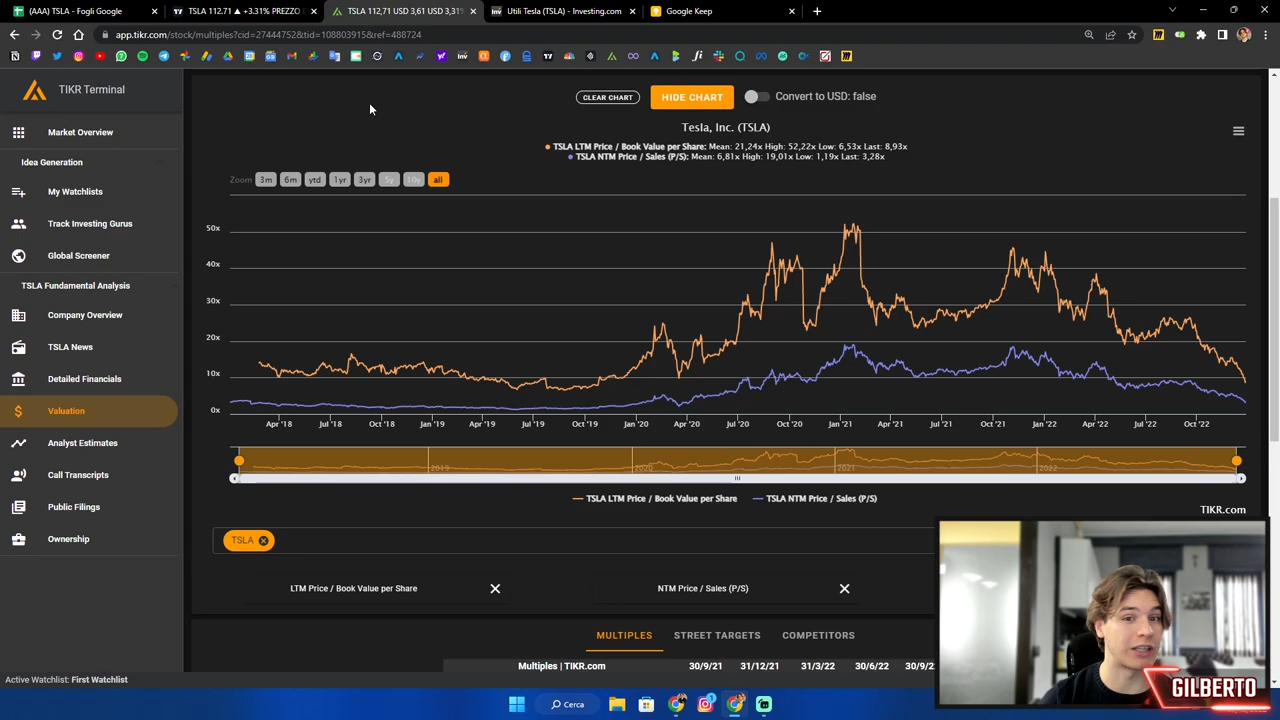 (AAA) TSLA - Fogli Google
TSLA 112.71 ▲ +3.31% PREZZO
TSLA 112,71 USD 3,61 USD 3,31%
Utili Tesla (TSLA) - Investing.com
Google Keep
app.tikr.com/stock/multiples?cid=27444752&tid=108803915&ref=488724
TIKR Terminal
Market Overview
Idea Generation
My Watchlists
Track Investing Gurus
Global Screener
TSLA Fundamental Analysis
Company Overview
TSLA News
Detailed Financials
Valuation
Analyst Estimates
Call Transcripts
Public Filings
Ownership
Active Watchlist: First Watchlist
CLEAR CHART
HIDE CHART
Convert to USD: false
Tesla, Inc. (TSLA)
TSLA LTM Price / Book Value per Share: Mean: 21,24x High: 52,22x Low: 6,53x Last: 8,93x
TSLA NTM Price / Sales (P/S): Mean: 6,81x High: 19,01x Low: 1,19x Last: 3,28x
Zoom 3m 6m ytd 1yr 3yr 5y 10y all
50x
40x
30x
20x
10x
0x
Apr '18 Jul '18 Oct '18 Jan '19 Apr '19 Jul '19 Oct '19 Jan '20 Apr '20 Jul '20 Oct '20 Jan '21 Apr '21 Jul '21 Oct '21 Jan '22 Apr '22 Jul '22 Oct '22
2019 2020 2021 2022
TSLA LTM Price / Book Value per Share
TSLA NTM Price / Sales (P/S)
TIKR.com
TSLA
LTM Price / Book Value per Share
NTM Price / Sales (P/S)
MULTIPLES STREET TARGETS COMPETITORS
Multiples | TIKR.com 30/9/21 31/12/21 31/3/22 30/6/22 30/9/2
GILBERTO
Cerca